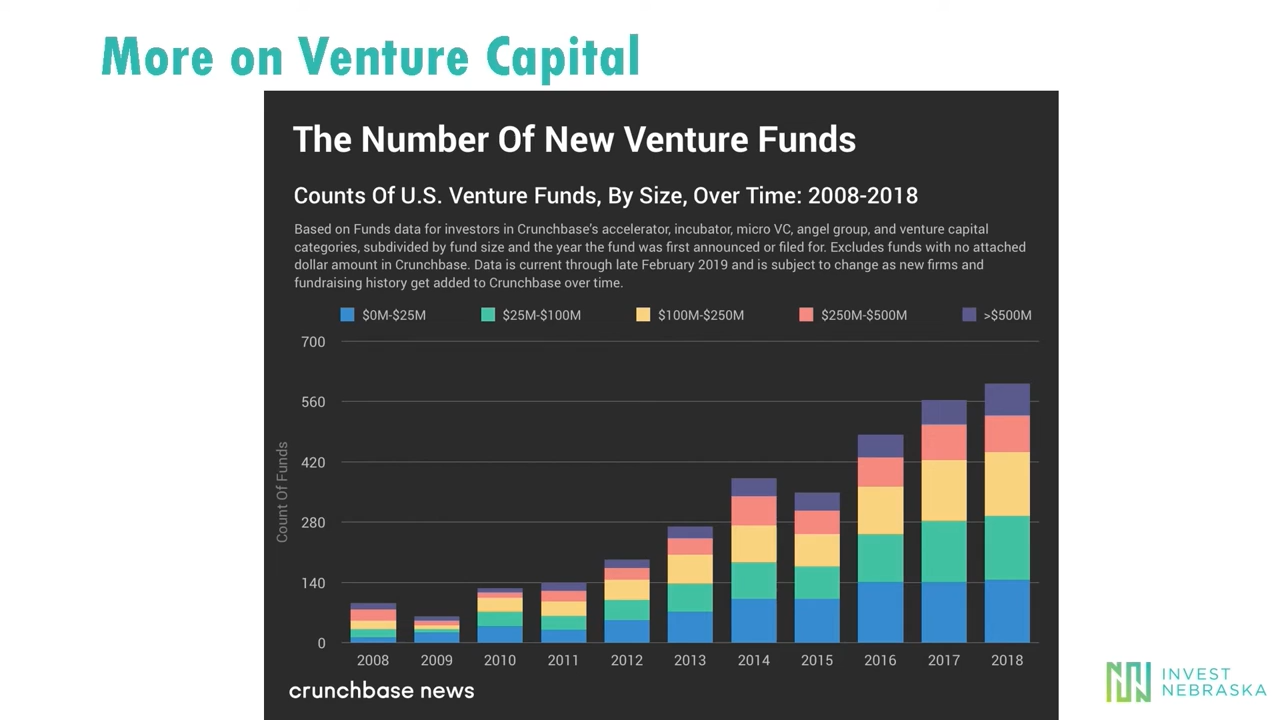 More on Venture Capital
The Number Of New Venture Funds
Counts Of U.S. Venture Funds, By Size, Over Time: 2008-2018
Based on Funds data for investors in Crunchbase's accelerator, incubator, micro VC, angel group, and venture capital
categories, subdivided by fund size and the year the fund was first announced or filed for. Excludes funds with no attached
dollar amount in Crunchbase. Data is current through late February 2019 and is subject to change as new firms and
fundraising history get added to Crunchbase over time.
$0M-$25M $25M-$100M $100M-$250M $250M-$500M >$500M
700
560
420
280
140
0
Count Of Funds
2008 2009 2010 2011 2012 2013 2014 2015 2016 2017 2018
crunchbase news
INVEST
NEBRASKA